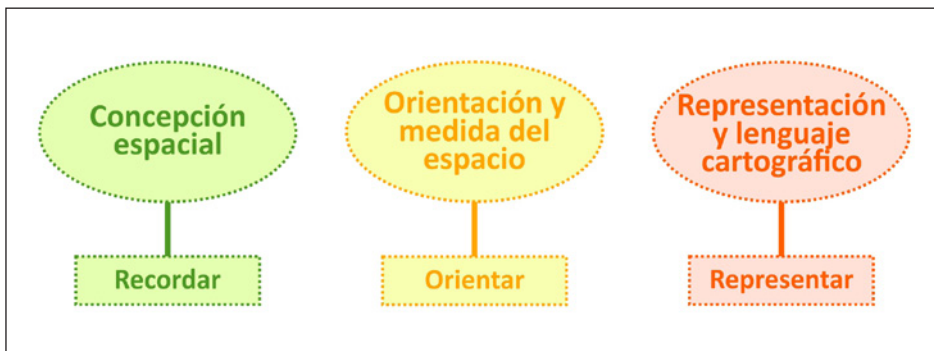 Concepción
espacial
Recordar
Orientación y
medida del
espacio
Orientar
Representación
y lenguaje
cartográfico
Representar